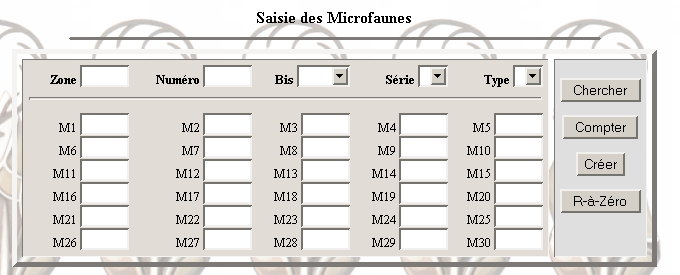 Saisie des Microfaunes
Zone Numéro Bis Série Type
M1 M2 M3 M4 M5
M6 M7 M8 M9 M10
M11 M12 M13 M14 M15
M16 M17 M18 M19 M20
M21 M22 M23 M24 M25
M26 M27 M28 M29 M30
Chercher
Compter
Créer
R-à-Zéro